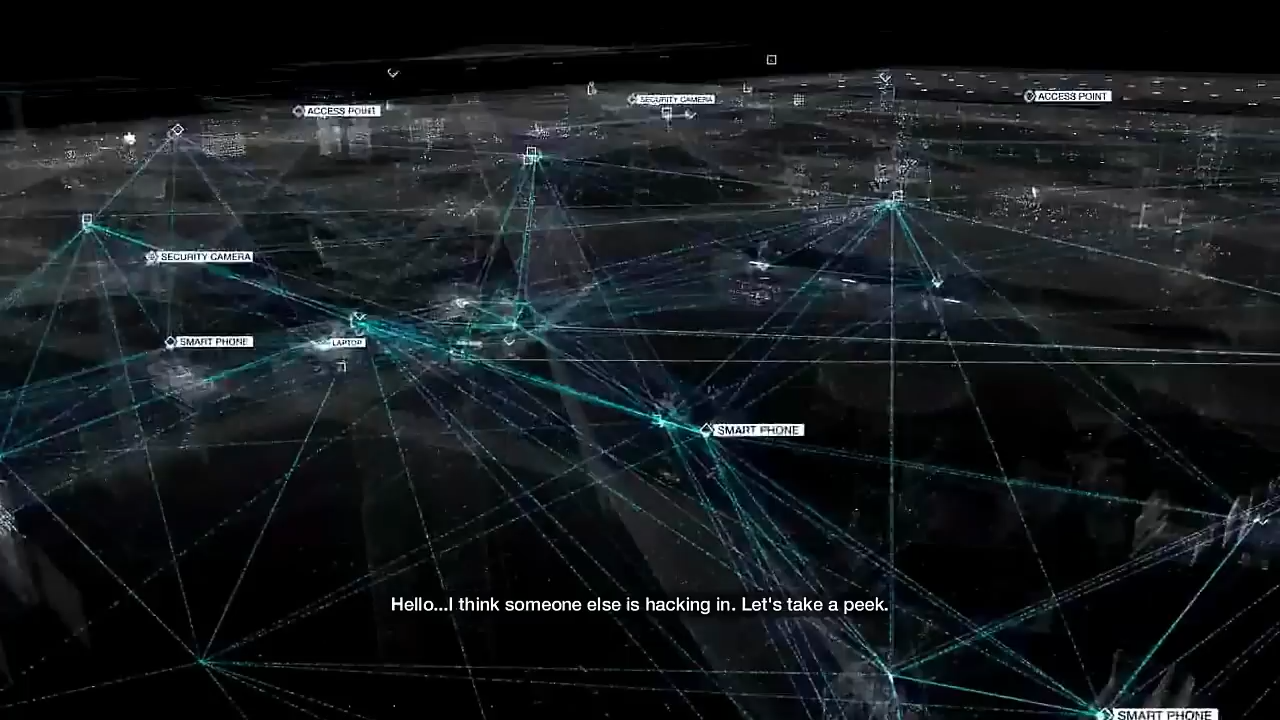 SECURITY CAMERA
ACCESS POINT
ACCESS POINT
SECURITY CAMERA
SMART PHONE
LAPTOP
SMART PHONE
Hello...I think someone else is hacking in. Let's take a peek.
SMART PHONE